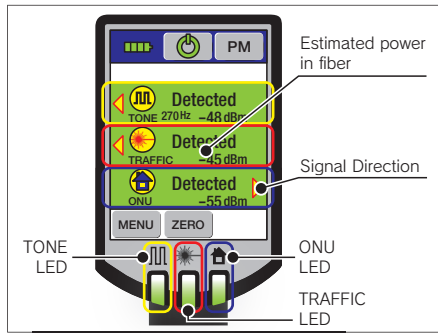 PM
Estimated power
in fiber
Detected
TONE 270Hz –48 dBm
Detected
TRAFFIC –45 dBm
Signal Direction
Detected
ONU –55 dBm
MENU ZERO
TONE
LED
ONU
LED
TRAFFIC
LED